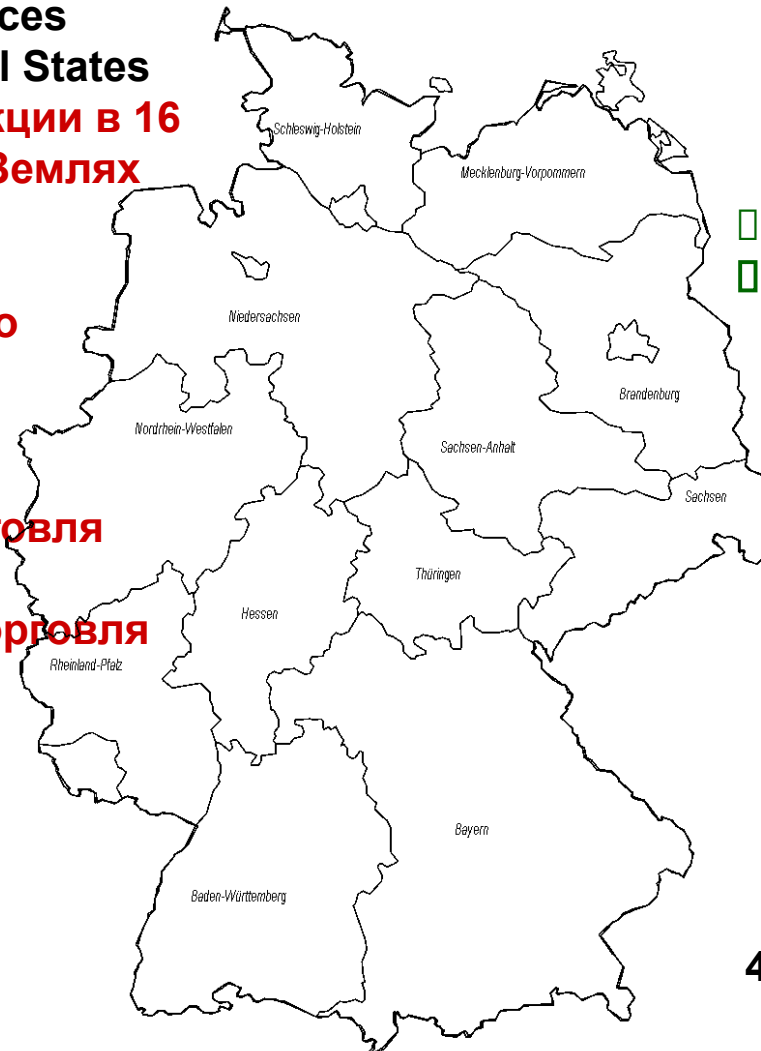 ces
l States
кции в 16
Землях
о
говля
орговля
Schleswig-Holstein
Mecklenburg-Vorpommern
Niedersachsen
Brandenburg
Nordrhein-Westfalen
Sachsen-Anhalt
Sachsen
Thüringen
Hessen
Rheinland-Pfalz
Bayern
Baden-Württemberg
4